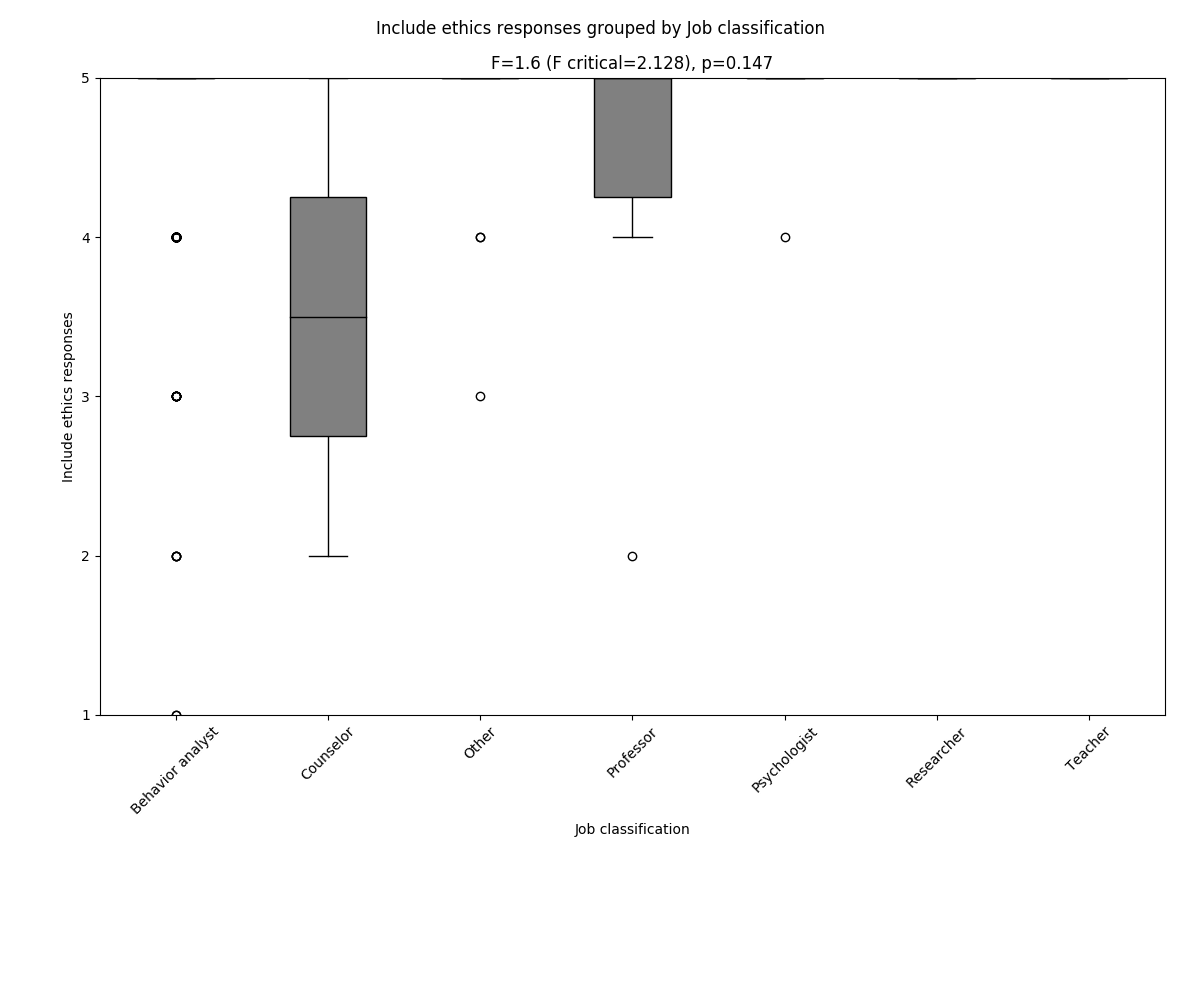 Include ethics responses grouped by Job classification
F=1.6 (F critical=2.128), p=0.147
5
4
3
2
1
Include ethics responses
Behavior analyst
Counselor
Other
Professor
Psychologist
Researcher
Teacher
Job classification